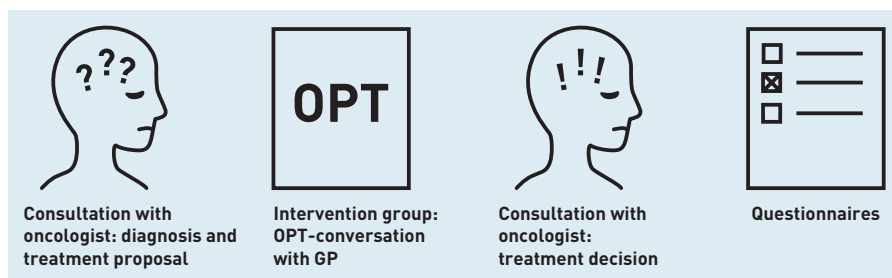 ???
OPT
!!!
Consultation with
oncologist: diagnosis and
treatment proposal
Intervention group:
OPT-conversation
with GP
Consultation with
oncologist:
treatment decision
Questionnaires